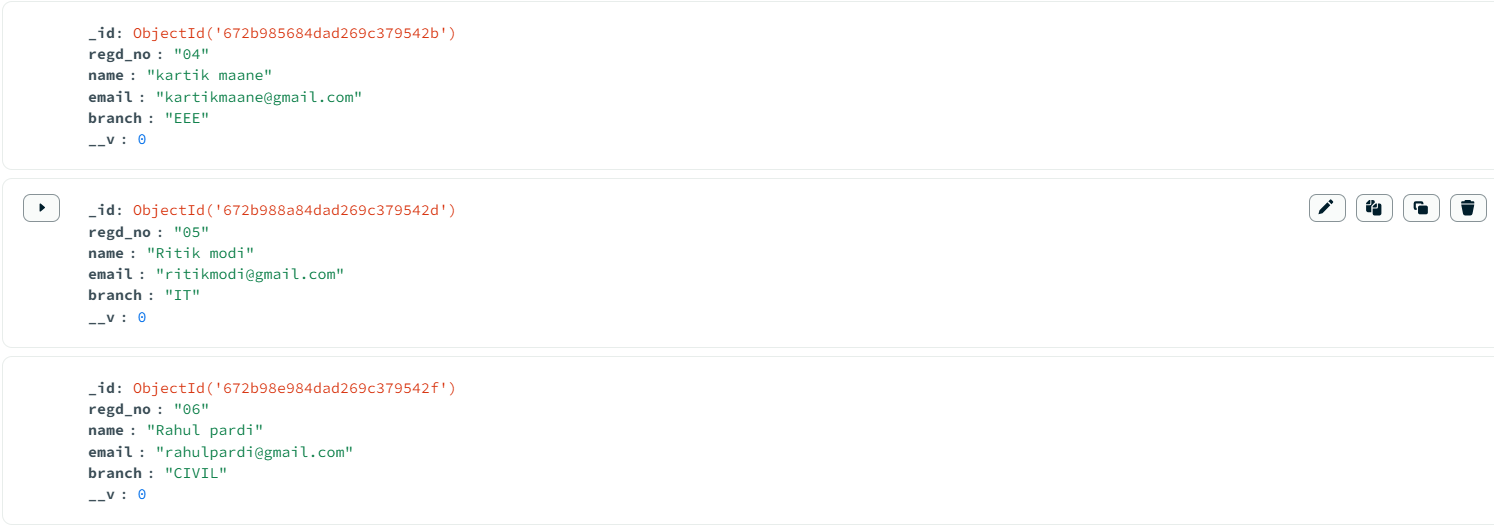 _id: ObjectId('672b985684dad269c379542b')
regd_no : "04"
name : "kartik maane"
email : "kartikmaane@gmail.com"
branch : "EEE"
__v : 0
_id: ObjectId('672b988a84dad269c379542d')
regd_no : "05"
name : "Ritik modi"
email : "ritikmodi@gmail.com"
branch : "IT"
__v : 0
_id: ObjectId('672b98e984dad269c379542f')
regd_no : "06"
name : "Rahul pardi"
email : "rahulpardi@gmail.com"
branch : "CIVIL"
__v : 0